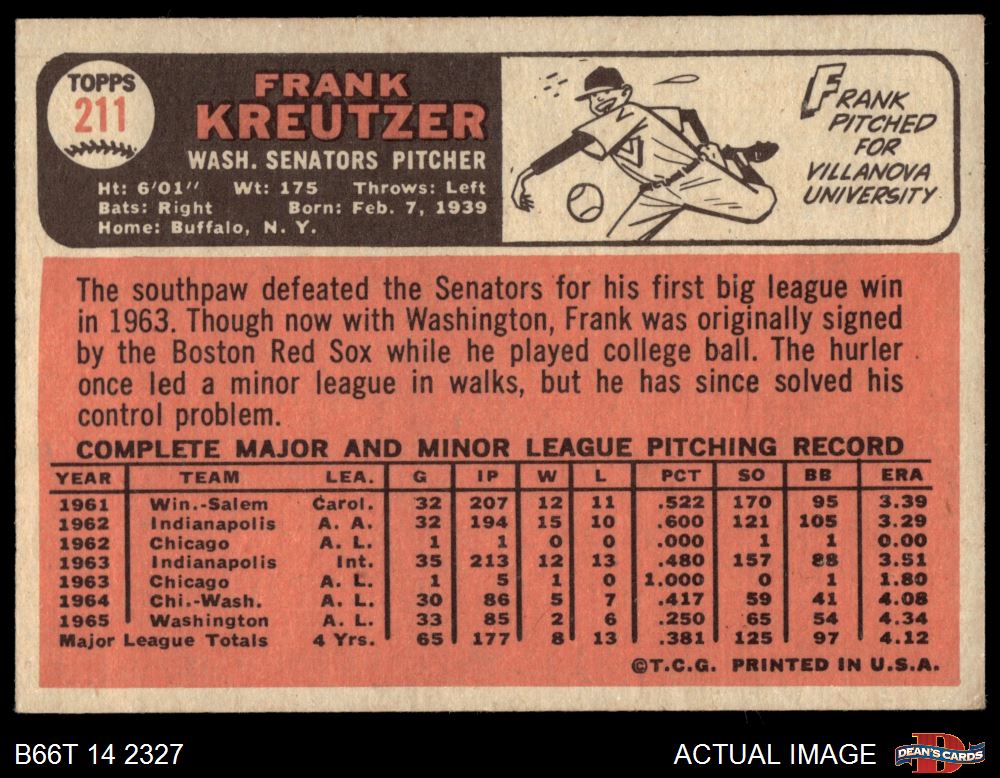 TOPPS
211
FRANK
KREUTZER
WASH. SENATORS PITCHER
Ht: 6'01" Wt: 175 Throws: Left
Bats: Right Born: Feb. 7, 1939
Home: Buffalo, N. Y.
FRANK
PITCHED
FOR
VILLANOVA
UNIVERSITY
The southpaw defeated the Senators for his first big league win
in 1963. Though now with Washington, Frank was originally signed
by the Boston Red Sox while he played college ball. The hurler
once led a minor league in walks, but he has since solved his
control problem.
COMPLETE MAJOR AND MINOR LEAGUE PITCHING RECORD
YEAR TEAM LEA. G IP W L PCT SO BB ERA
1961 Win.-Salem Carol. 32 207 12 11 .522 170 95 3.39
1962 Indianapolis A. A. 32 194 15 10 .600 121 105 3.29
1962 Chicago A. L. 1 1 0 0 .000 1 1 0.00
1963 Indianapolis Int. 35 213 12 13 .480 157 88 3.51
1963 Chicago A. L. 1 5 1 0 1.000 0 1 1.80
1964 Chi.-Wash. A. L. 30 86 5 7 .417 59 41 4.08
1965 Washington A. L. 33 85 2 6 .250 65 54 4.34
Major League Totals 4 Yrs. 65 177 8 13 .381 125 97 4.12
©T.C.G. PRINTED IN U.S.A.
B66T 14 2327 ACTUAL IMAGE DEAN'S CARDS